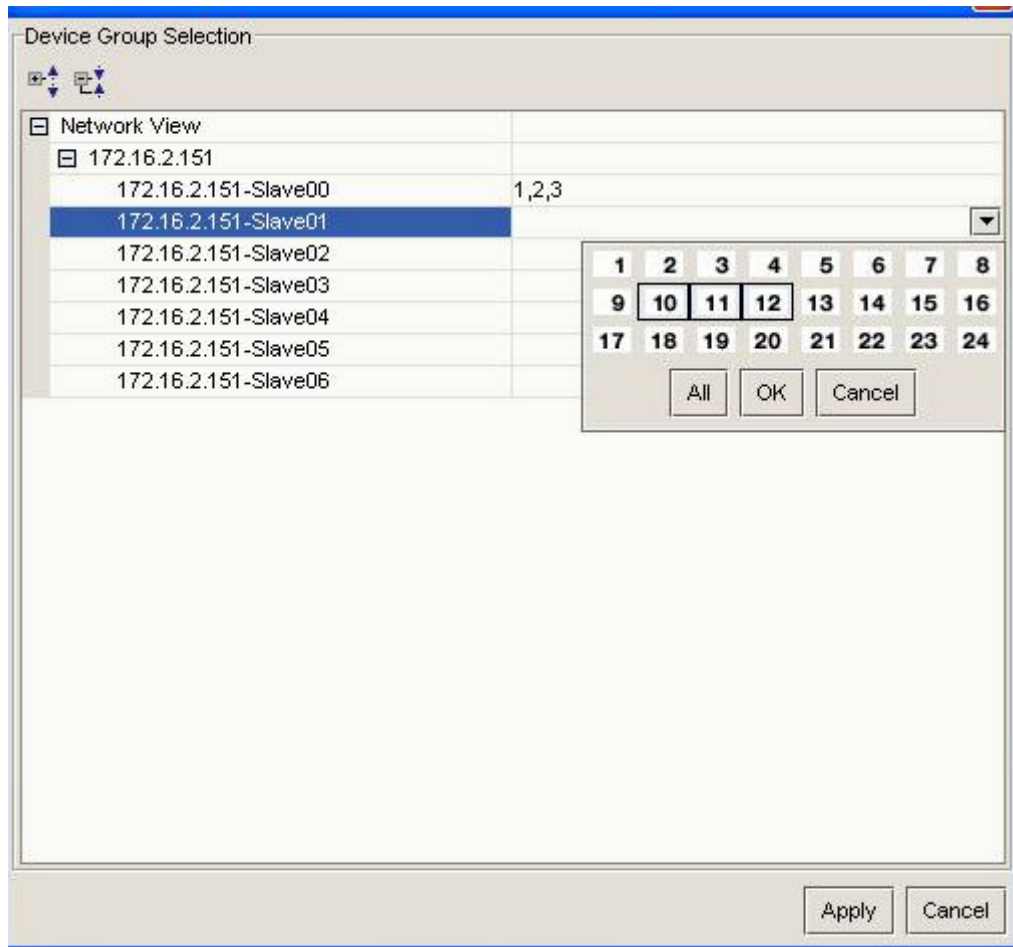 Device Group Selection
Network View
172.16.2.151
172.16.2.151-Slave00 1,2,3
172.16.2.151-Slave01
172.16.2.151-Slave02
172.16.2.151-Slave03
172.16.2.151-Slave04
172.16.2.151-Slave05
172.16.2.151-Slave06
1 2 3 4 5 6 7 8
9 10 11 12 13 14 15 16
17 18 19 20 21 22 23 24
All OK Cancel
Apply Cancel